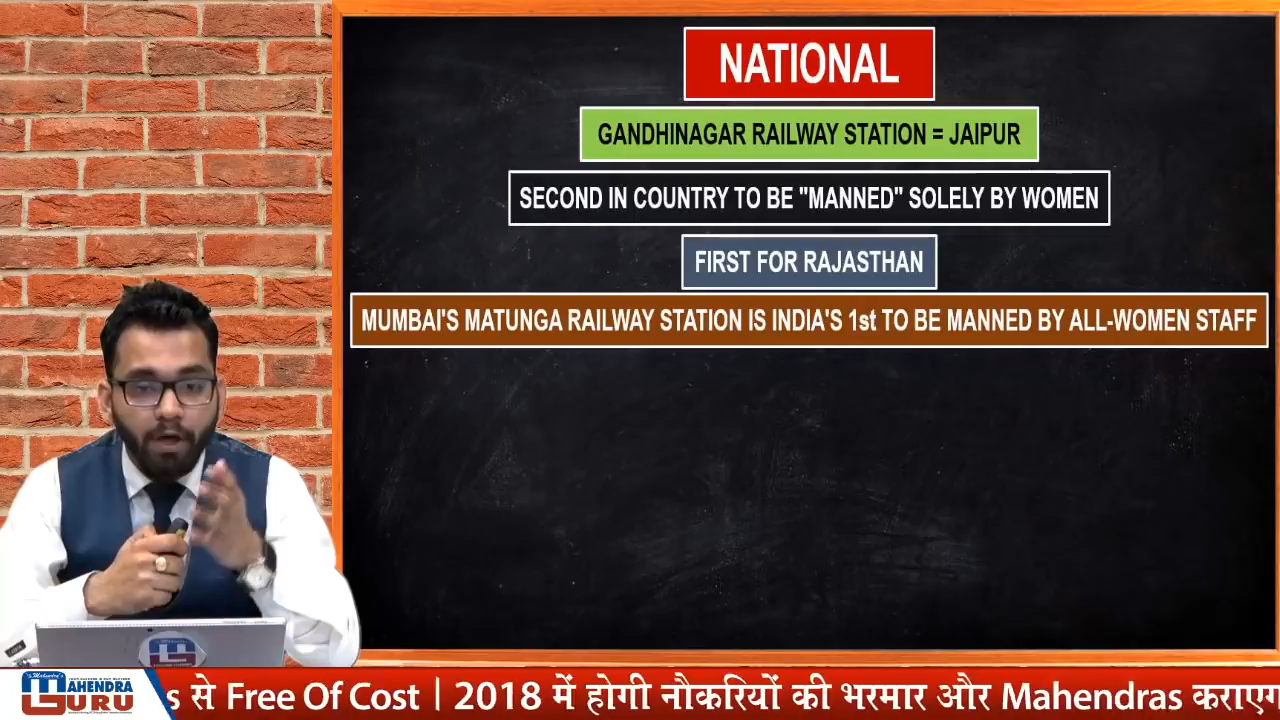 NATIONAL
GANDHINAGAR RAILWAY STATION = JAIPUR
SECOND IN COUNTRY TO BE "MANNED" SOLELY BY WOMEN
FIRST FOR RAJASTHAN
MUMBAI'S MATUNGA RAILWAY STATION IS INDIA'S 1st TO BE MANNED BY ALL-WOMEN STAFF
MAHENDRA
GURU
s से Free Of Cost । 2018 में होगी नौकरियों की भरमार और Mahendras कराएग